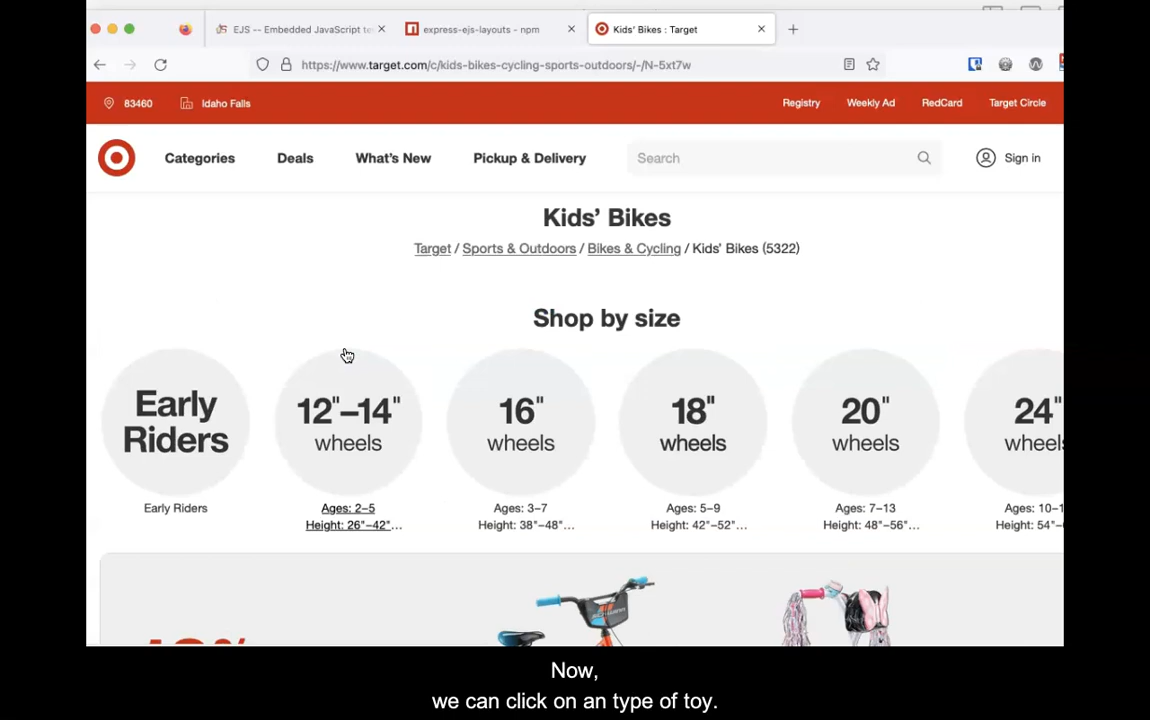 EJS -- Embedded JavaScript te
express-ejs-layouts - npm
Kids' Bikes : Target
https://www.target.com/c/kids-bikes-cycling-sports-outdoors/-/N-5xt7w
83460
Idaho Falls
Registry
Weekly Ad
RedCard
Target Circle
Categories
Deals
What's New
Pickup & Delivery
Search
Sign in
Kids' Bikes
Target / Sports & Outdoors / Bikes & Cycling / Kids' Bikes (5322)
Shop by size
Early
Riders
12"–14"
wheels
16"
wheels
18"
wheels
20"
wheels
24"
wheel
Early Riders
Ages: 2–5
Height: 26"–42"...
Ages: 3–7
Height: 38"–48"...
Ages: 5–9
Height: 42"–52"...
Ages: 7–13
Height: 48"–56"...
Ages: 10–1
Height: 54"–
SCHWINN
Now,
we can click on an type of toy.